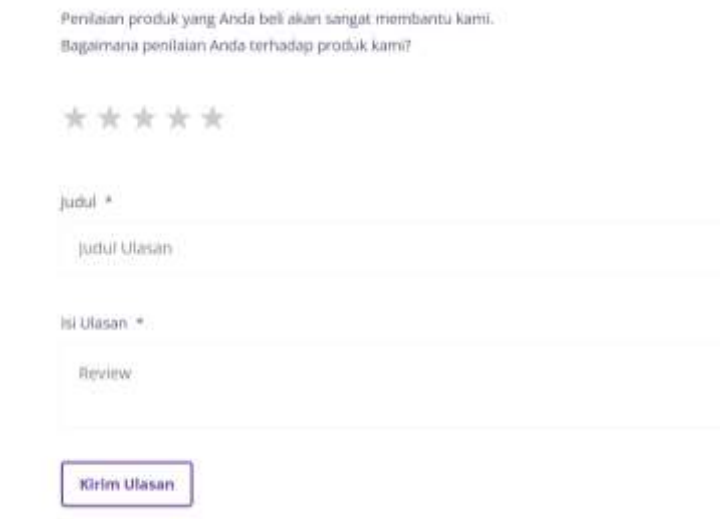 Penilaian produk yang Anda beli akan sangat membantu kami.
Bagaimana penilaian Anda terhadap produk kami?
Judul *
Judul Ulasan
Isi Ulasan *
Review
Kirim Ulasan